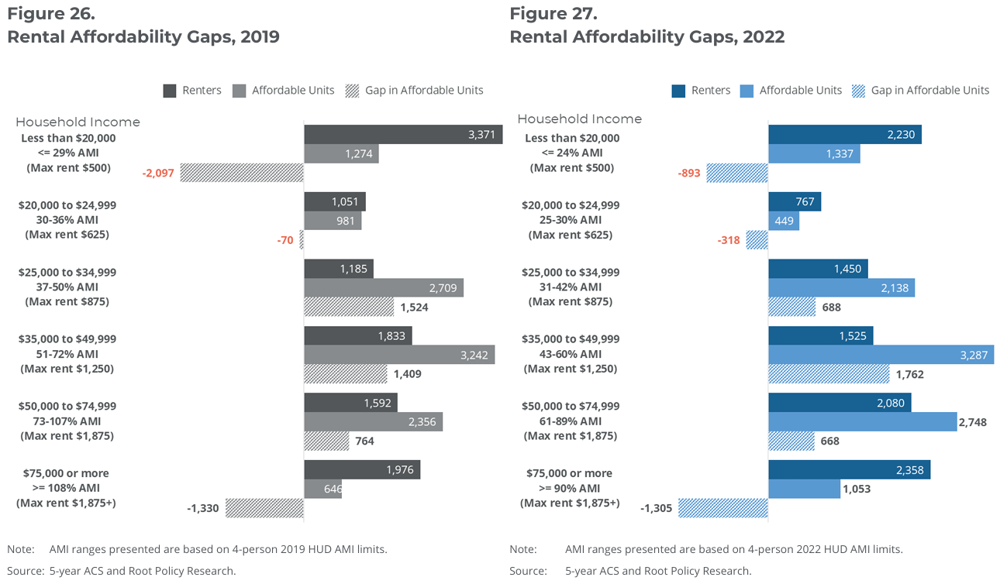 Figure 26.
Rental Affordability Gaps, 2019
Renters Affordable Units Gap in Affordable Units
Household Income
Less than $20,000
<= 29% AMI
(Max rent $500)
3,371
1,274
-2,097
$20,000 to $24,999
30-36% AMI
(Max rent $625)
1,051
981
-70
$25,000 to $34,999
37-50% AMI
(Max rent $875)
1,185
2,709
1,524
$35,000 to $49,999
51-72% AMI
(Max rent $1,250)
1,833
3,242
1,409
$50,000 to $74,999
73-107% AMI
(Max rent $1,875)
1,592
2,356
764
$75,000 or more
>= 108% AMI
(Max rent $1,875+)
1,976
646
-1,330
Note: AMI ranges presented are based on 4-person 2019 HUD AMI limits.
Source: 5-year ACS and Root Policy Research.
Figure 27.
Rental Affordability Gaps, 2022
Renters Affordable Units Gap in Affordable Units
Household Income
Less than $20,000
<= 24% AMI
(Max rent $500)
2,230
1,337
-893
$20,000 to $24,999
25-30% AMI
(Max rent $625)
767
449
-318
$25,000 to $34,999
31-42% AMI
(Max rent $875)
1,450
2,138
688
$35,000 to $49,999
43-60% AMI
(Max rent $1,250)
1,525
3,287
1,762
$50,000 to $74,999
61-89% AMI
(Max rent $1,875)
2,080
2,748
668
$75,000 or more
>= 90% AMI
(Max rent $1,875+)
2,358
1,053
-1,305
Note: AMI ranges presented are based on 4-person 2022 HUD AMI limits.
Source: 5-year ACS and Root Policy Research.